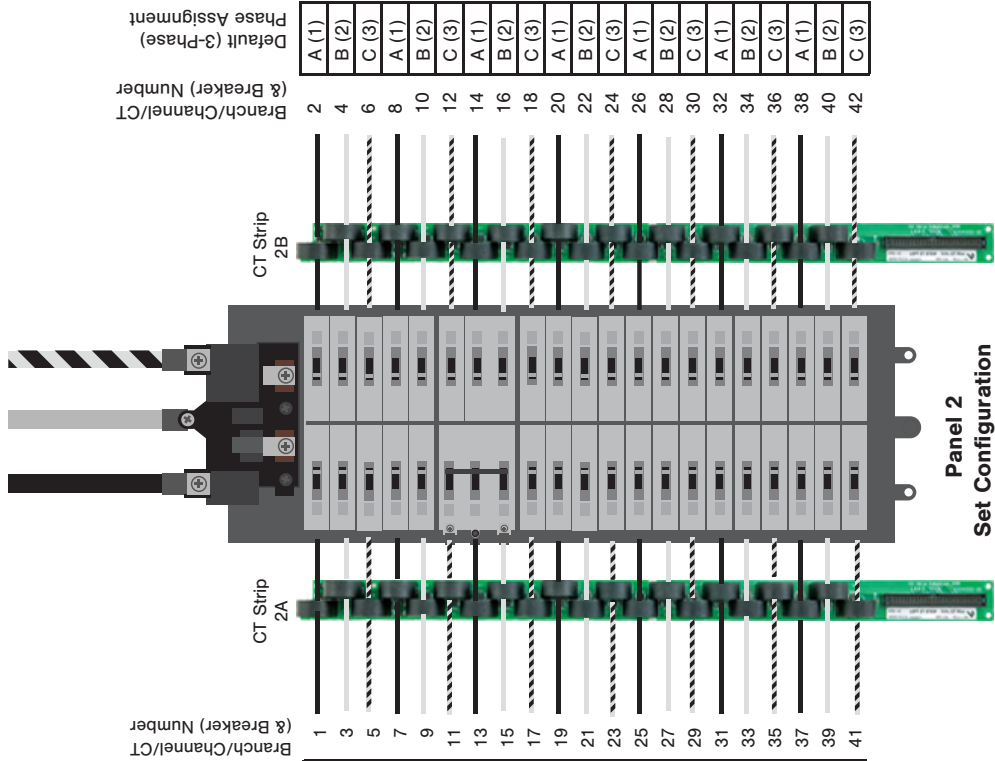 Default (3-Phase)
Phase Assignment
A (1)
B (2)
C (3)
A (1)
B (2)
C (3)
A (1)
B (2)
C (3)
A (1)
B (2)
C (3)
A (1)
B (2)
C (3)
A (1)
B (2)
C (3)
A (1)
B (2)
C (3)
Branch/Channel/CT
(& Breaker) Number
2
4
6
8
10
12
14
16
18
20
22
24
26
28
30
32
34
36
38
40
42
CT Strip
2B
Panel 2
Set Configuration
CT Strip
2A
Branch/Channel/CT
(& Breaker) Number
1
3
5
7
9
11
13
15
17
19
21
23
25
27
29
31
33
35
37
39
41